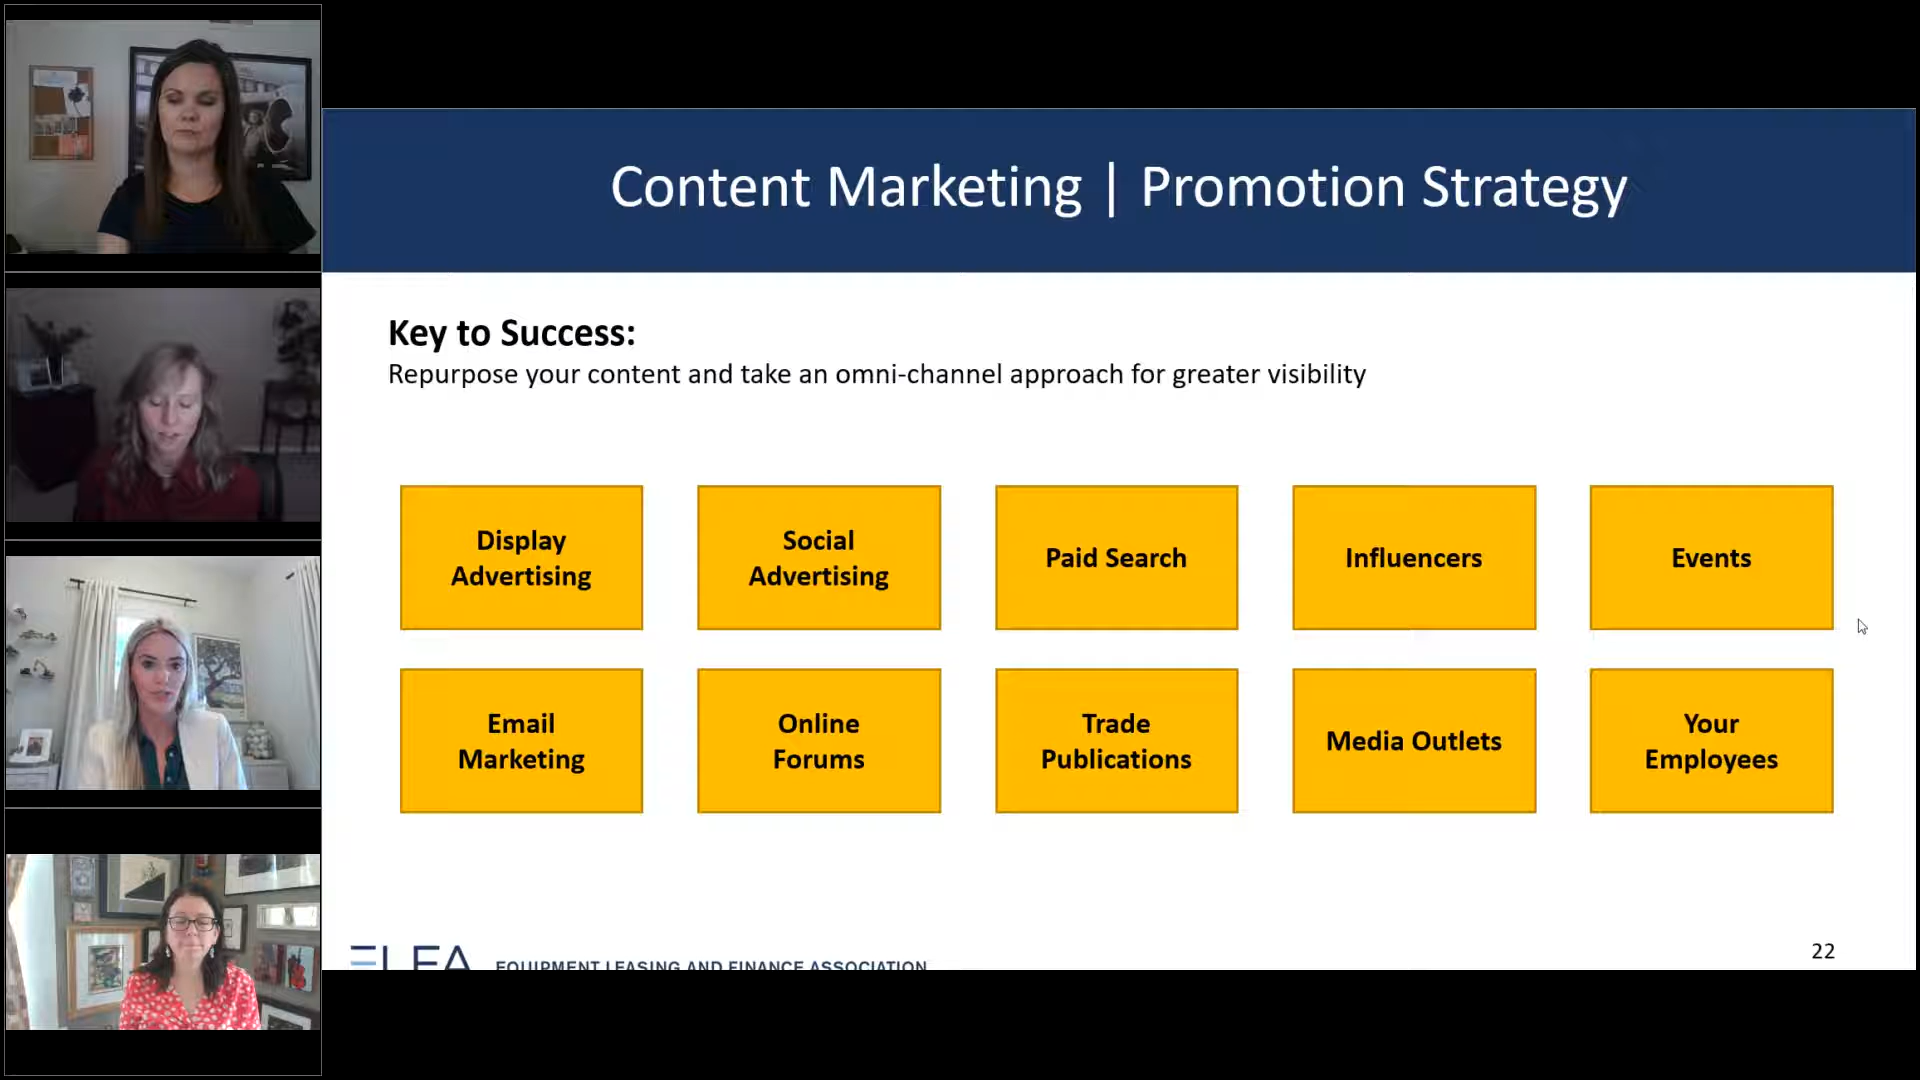 Content Marketing | Promotion Strategy
Key to Success:
Repurpose your content and take an omni-channel approach for greater visibility
Display
Advertising
Social
Advertising
Paid Search
Influencers
Events
Email
Marketing
Online
Forums
Trade
Publications
Media Outlets
Your
Employees
ELFA EQUIPMENT LEASING AND FINANCE ASSOCIATION
22